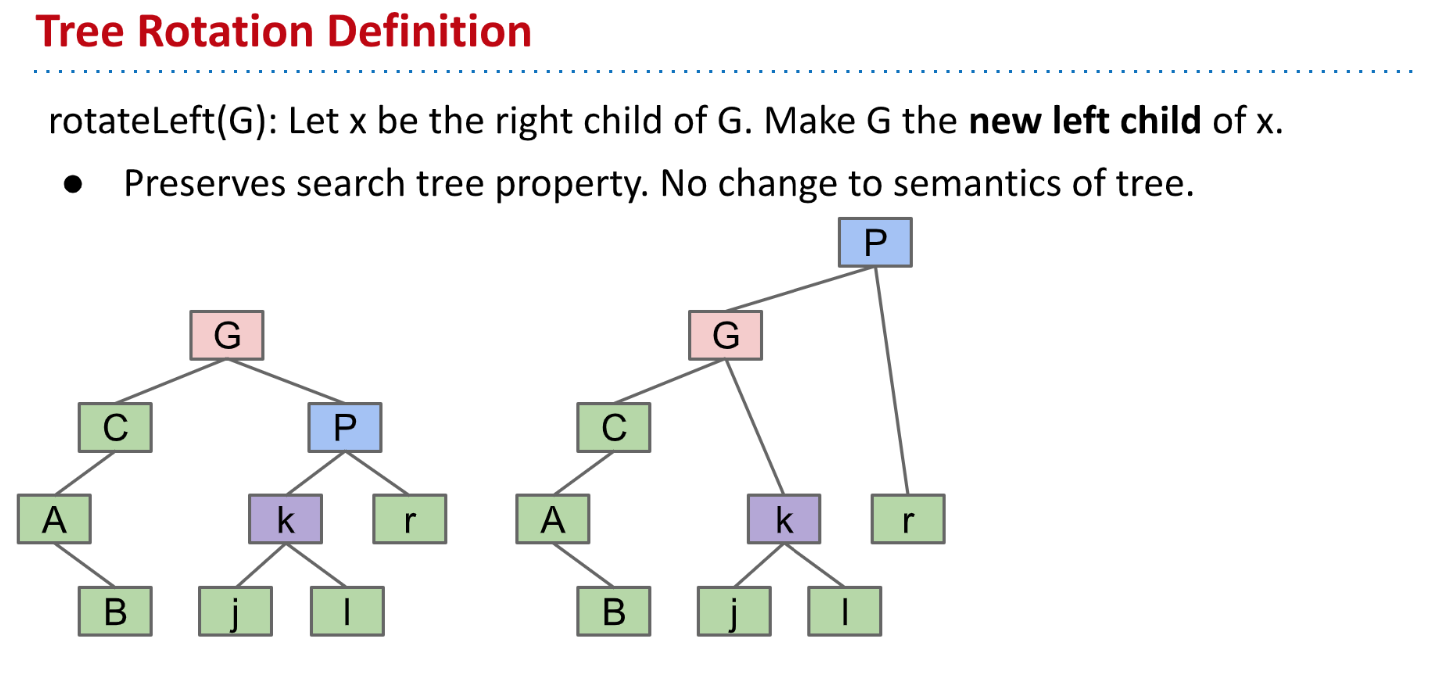 Tree Rotation Definition
rotateLeft(G): Let x be the right child of G. Make G the new left child of x.
● Preserves search tree property. No change to semantics of tree.
P
G G
C P C
A k r A k r
B j l B j l